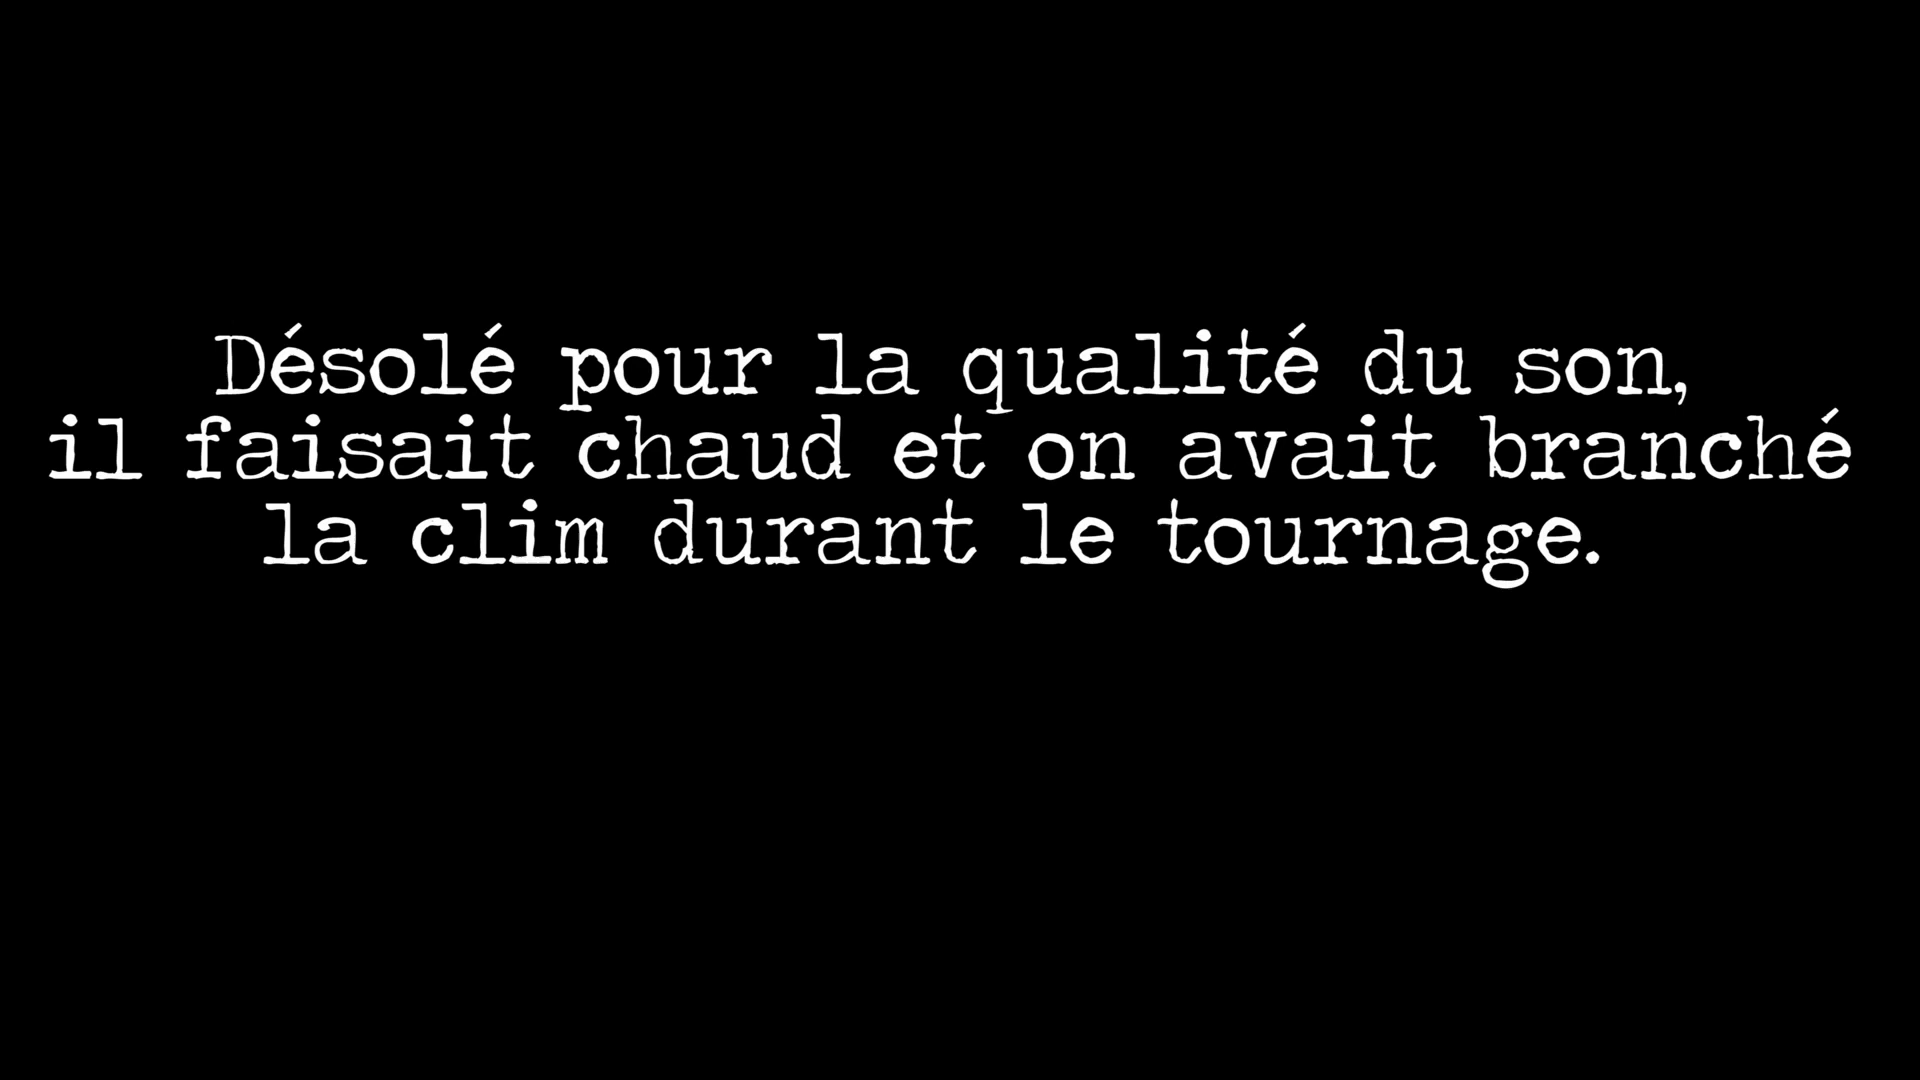 Désolé pour la qualité du son,
il faisait chaud et on avait branché
la clim durant le tournage.